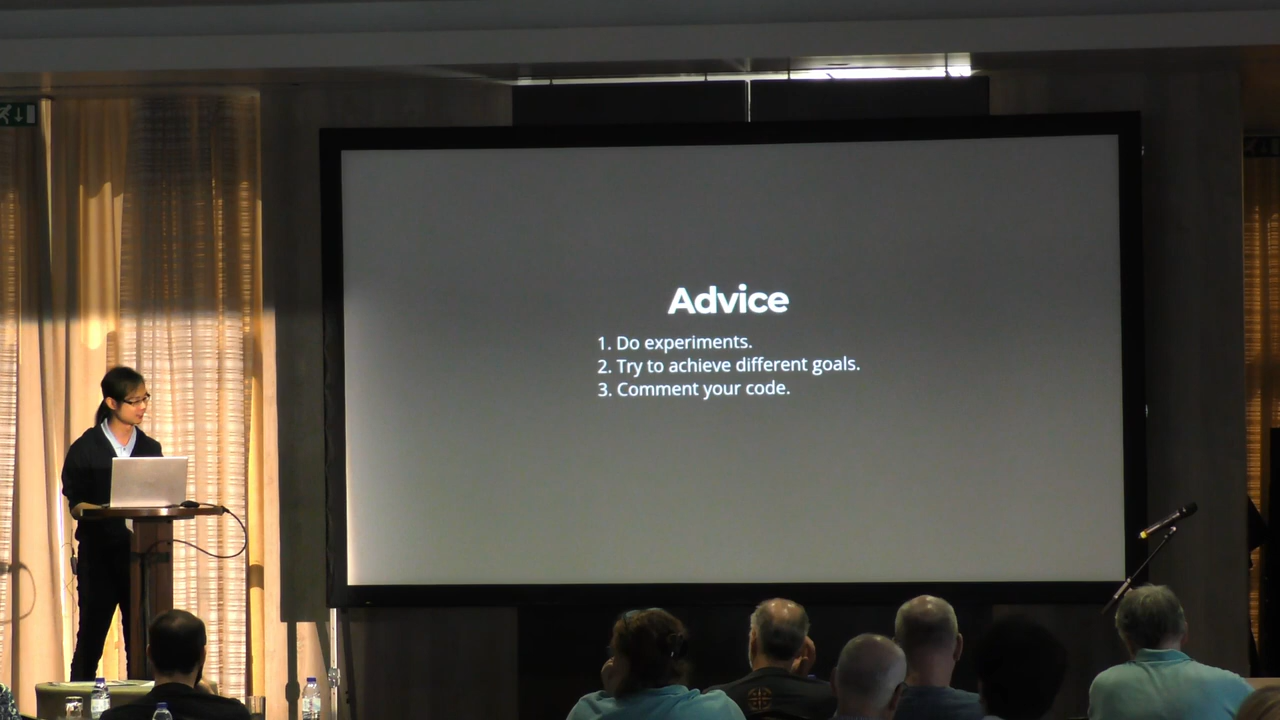 Advice
1. Do experiments.
2. Try to achieve different goals.
3. Comment your code.